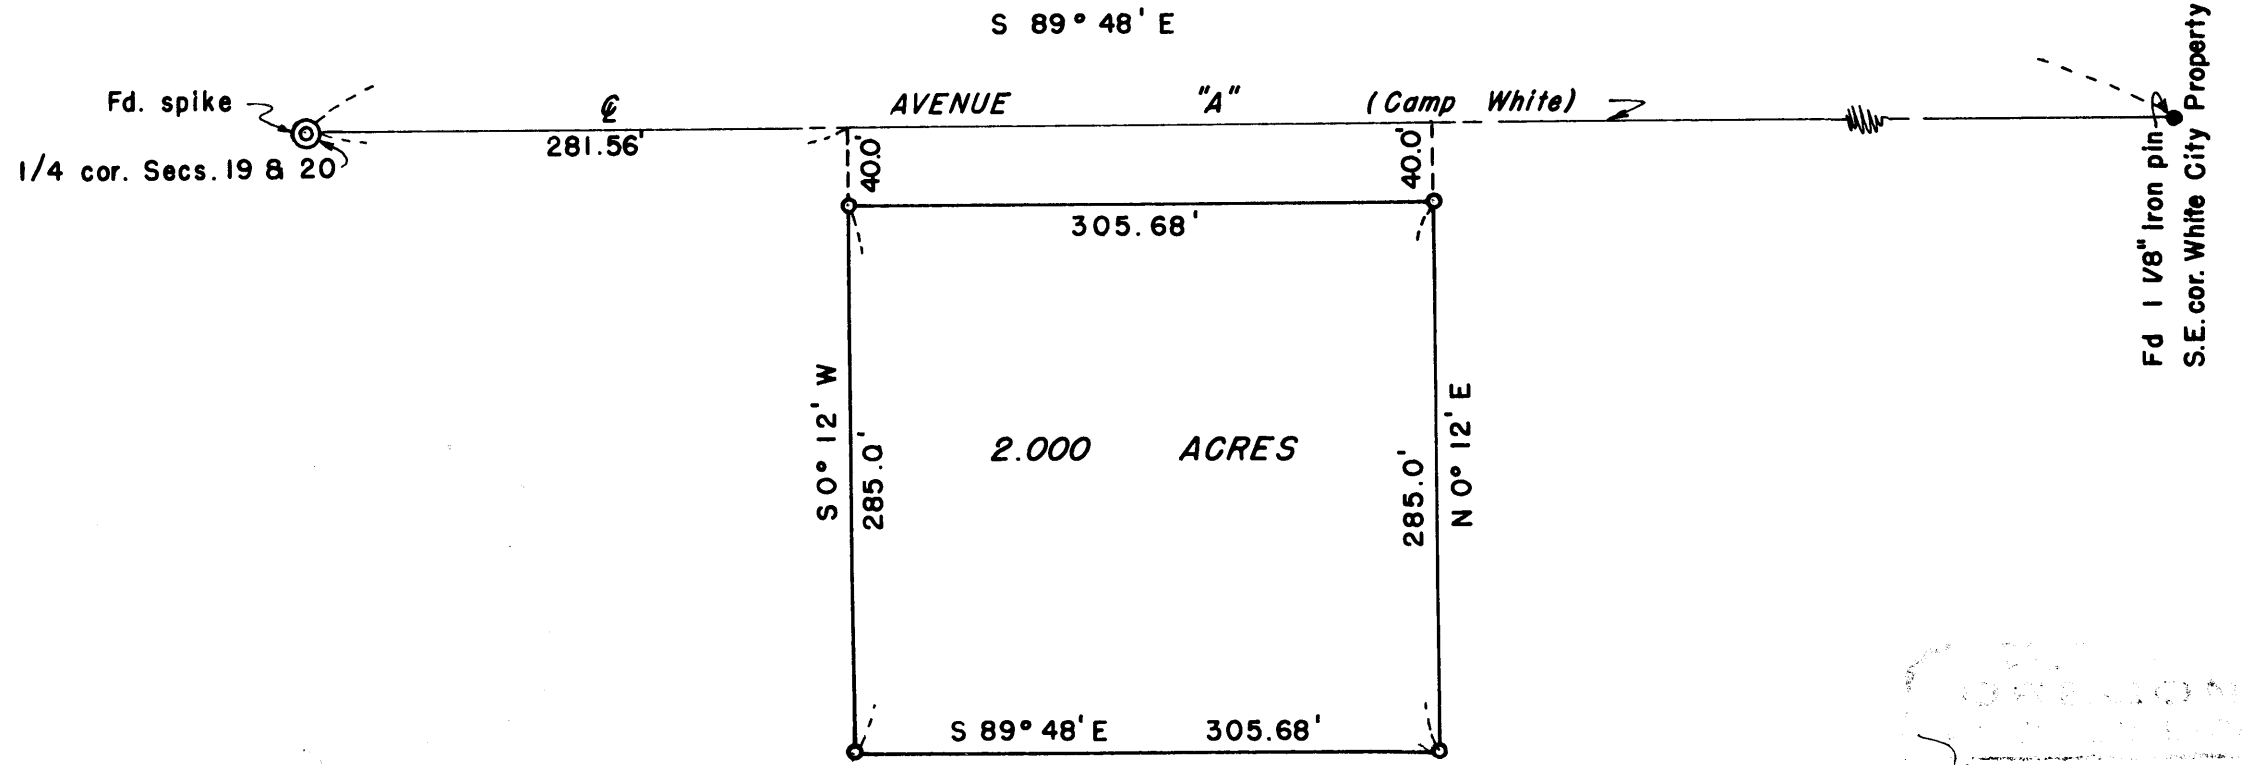 S 89° 48' E
Fd. spike
℄ AVENUE "A" (Camp White)
281.56'
1/4 cor. Secs. 19 & 20
40.0'
40.0'
305.68'
Fd 1 1/8" Iron pin
S.E. cor. White City Property
S 0° 12' W
285.0'
2.000 ACRES
285.0'
N 0° 12' E
S 89° 48' E 305.68'